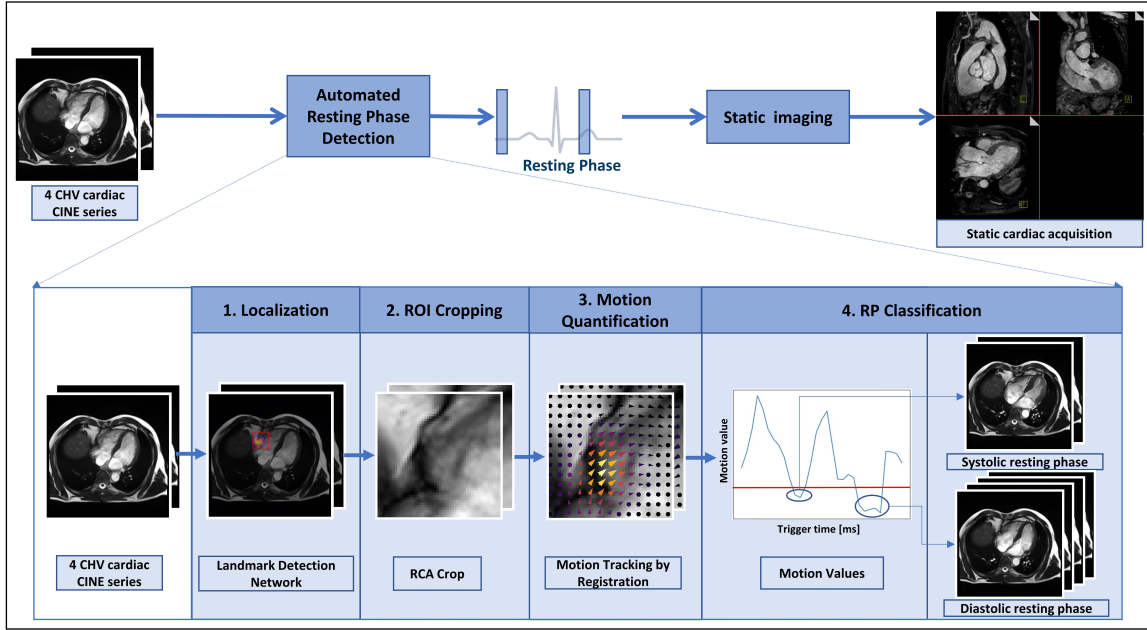 4 CHV cardiac
CINE series
Automated
Resting Phase
Detection
Resting Phase
Static imaging
Static cardiac acquisition
1. Localization
2. ROI Cropping
3. Motion
Quantification
4. RP Classification
4 CHV cardiac
CINE series
Landmark Detection
Network
RCA Crop
Motion Tracking by
Registration
Motion value
Trigger time [ms]
Motion Values
Systolic resting phase
Diastolic resting phase